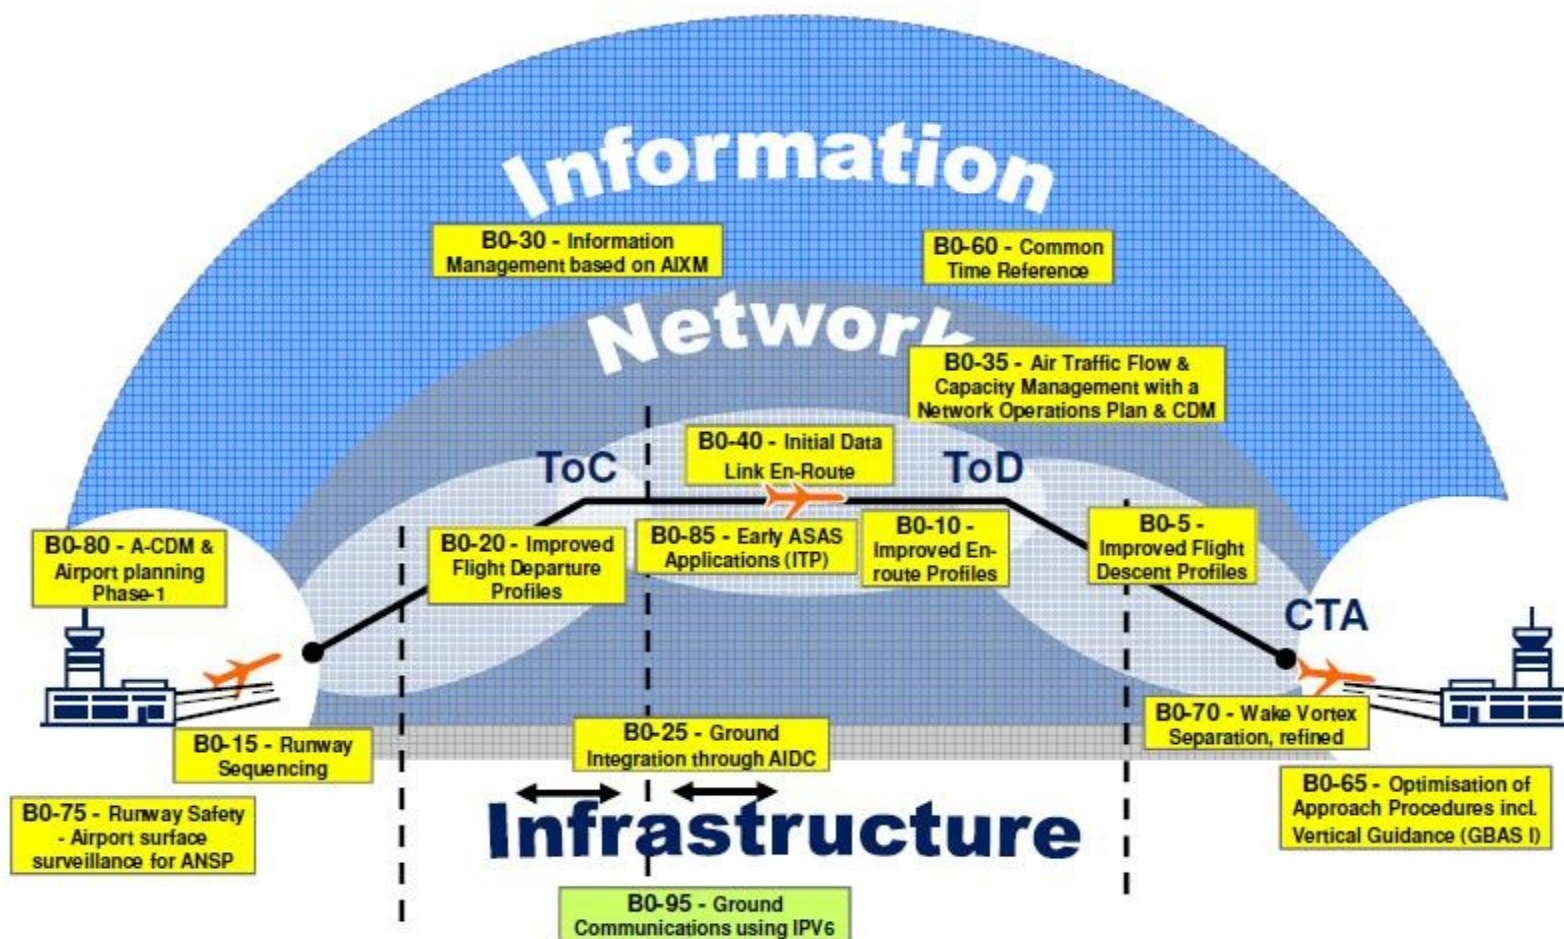 Information
B0-30 - Information
Management based on AIXM
B0-60 - Common
Time Reference
Network
B0-35 - Air Traffic Flow &
Capacity Management with a
Network Operations Plan & CDM
B0-40 - Initial Data
Link En-Route
ToC
ToD
B0-80 - A-CDM &
Airport planning
Phase-1
B0-20 - Improved
Flight Departure
Profiles
B0-85 - Early ASAS
Applications (ITP)
B0-10 -
Improved En-
route Profiles
B0-5 -
Improved Flight
Descent Profiles
CTA
B0-15 - Runway
Sequencing
B0-25 - Ground
Integration through AIDC
B0-70 - Wake Vortex
Separation, refined
B0-75 - Runway Safety
- Airport surface
surveillance for ANSP
Infrastructure
B0-65 - Optimisation of
Approach Procedures incl.
Vertical Guidance (GBAS I)
B0-95 - Ground
Communications using IPV6